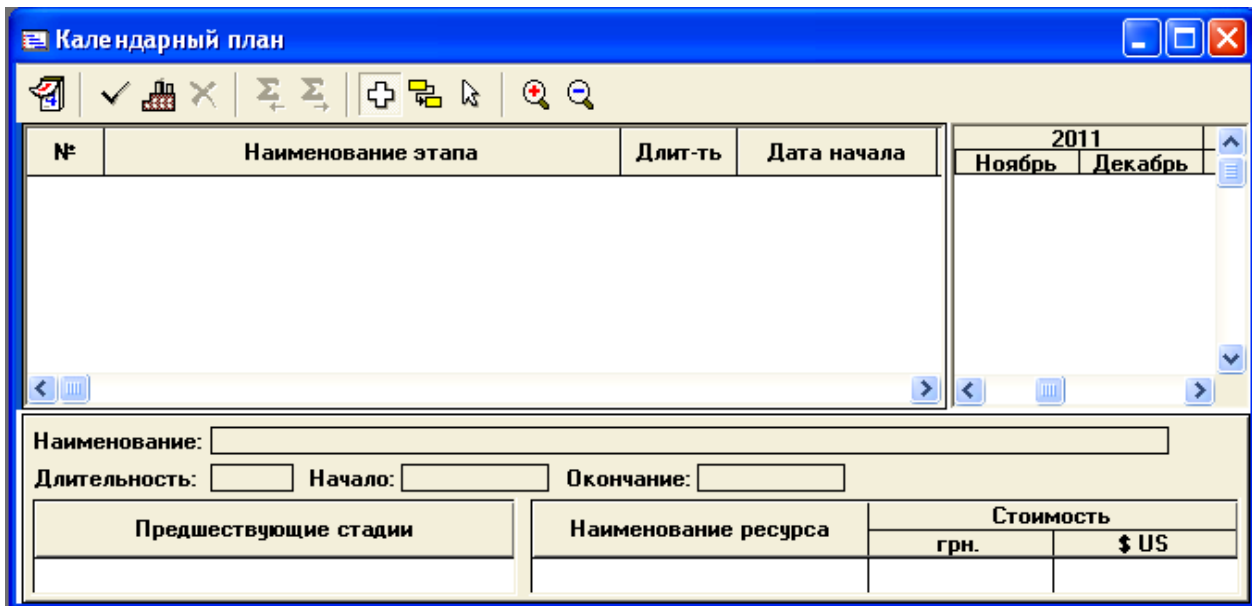 Календарный план
№ Наименование этапа Длит-ть Дата начала
2011
Ноябрь Декабрь
Наименование:
Длительность: Начало: Окончание:
Предшествующие стадии Наименование ресурса Стоимость
грн. $ US